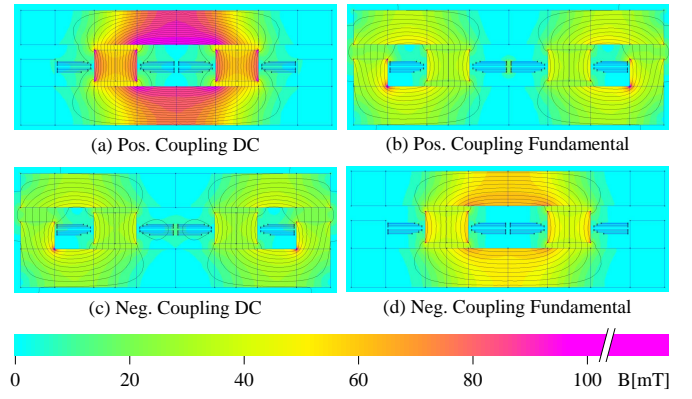 (a) Pos. Coupling DC
(b) Pos. Coupling Fundamental
(c) Neg. Coupling DC
(d) Neg. Coupling Fundamental
0 20 40 60 80 100 B[mT]